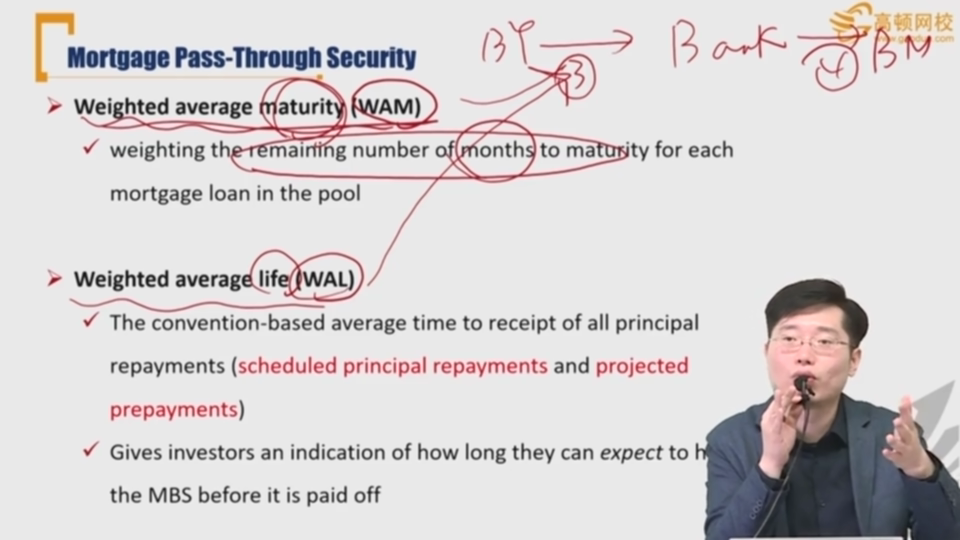 高顿网校
Mortgage Pass-Through Security
BY → Bank → BM
③ ④
Weighted average maturity (WAM)
weighting the remaining number of months to maturity for each
mortgage loan in the pool
Weighted average life (WAL)
The convention-based average time to receipt of all principal
repayments (scheduled principal repayments and projected
prepayments)
Gives investors an indication of how long they can expect to h
the MBS before it is paid off